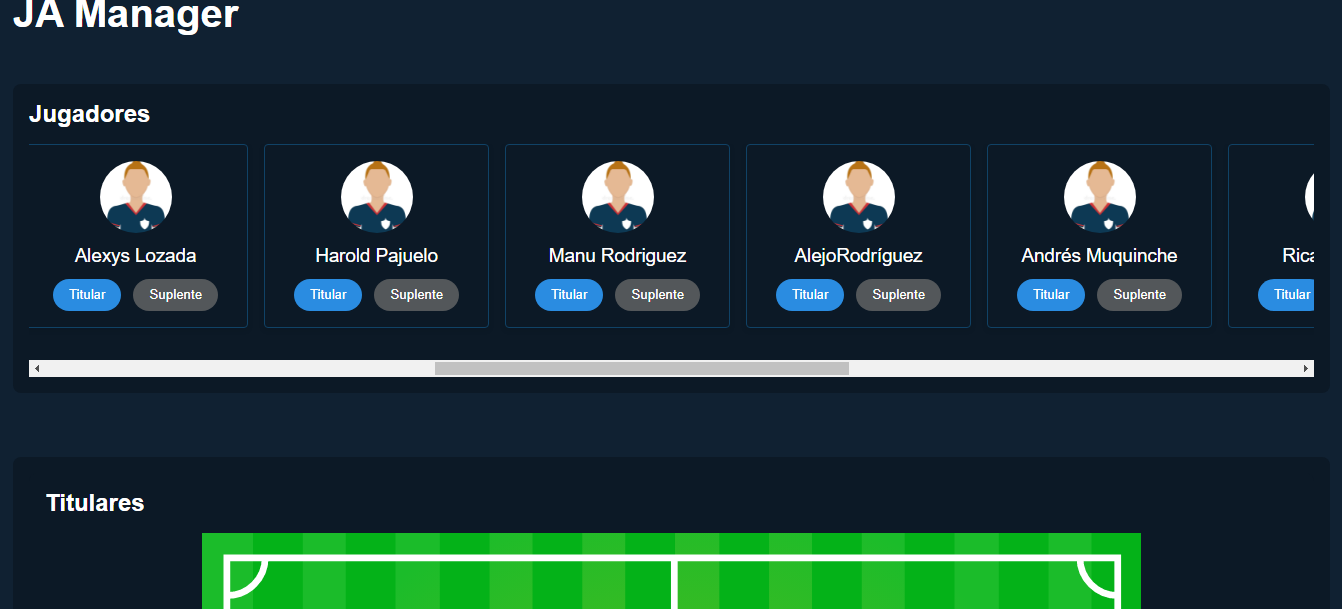 JA Manager
Jugadores
Alexys Lozada
Titular Suplente
Harold Pajuelo
Titular Suplente
Manu Rodriguez
Titular Suplente
AlejoRodríguez
Titular Suplente
Andrés Muquinche
Titular Suplente
Rica
Titular
Titulares